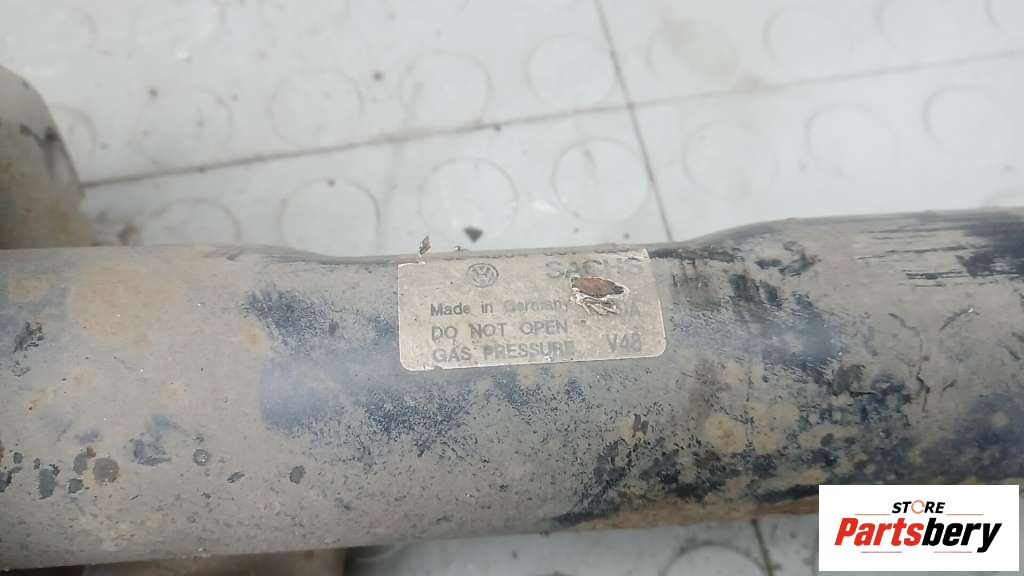 SACHS
Made in Germany
DO NOT OPEN
GAS PRESSURE V48
STORE
Partsbery